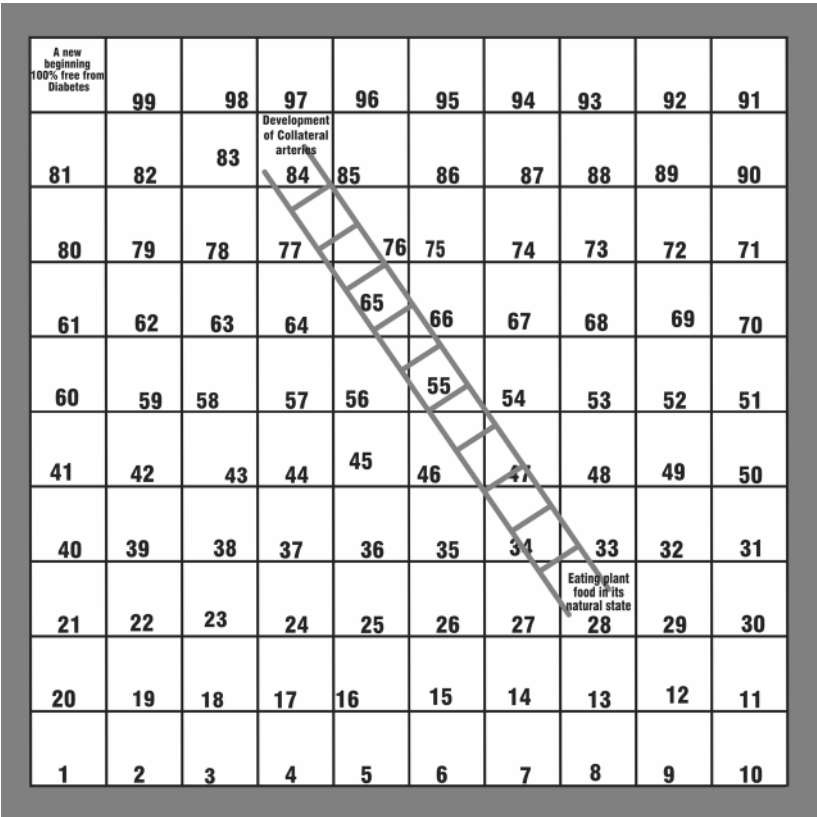 A new
beginning
100% free from
Diabetes
99 98 97 96 95 94 93 92 91
Development
of Collateral
arteries
81 82 83 84 85 86 87 88 89 90
80 79 78 77 76 75 74 73 72 71
61 62 63 64 65 66 67 68 69 70
60 59 58 57 56 55 54 53 52 51
41 42 43 44 45 46 47 48 49 50
40 39 38 37 36 35 34 33 32 31
Eating plant
food in its
natural state
21 22 23 24 25 26 27 28 29 30
20 19 18 17 16 15 14 13 12 11
1 2 3 4 5 6 7 8 9 10